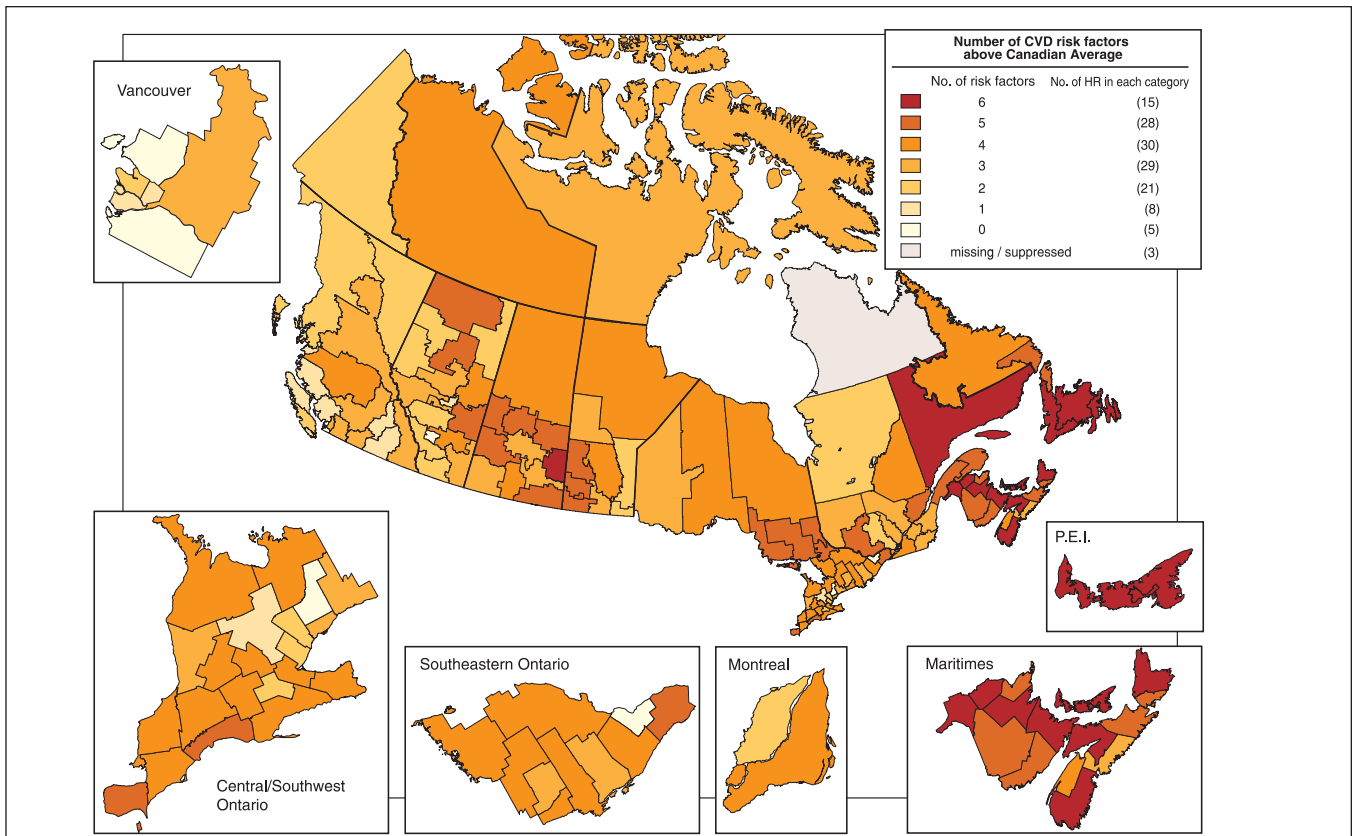 Vancouver
Number of CVD risk factors
above Canadian Average
No. of risk factors No. of HR in each category
6 (15)
5 (28)
4 (30)
3 (29)
2 (21)
1 (8)
0 (5)
missing / suppressed (3)
P.E.I.
Central/Southwest
Ontario
Southeastern Ontario
Montreal
Maritimes